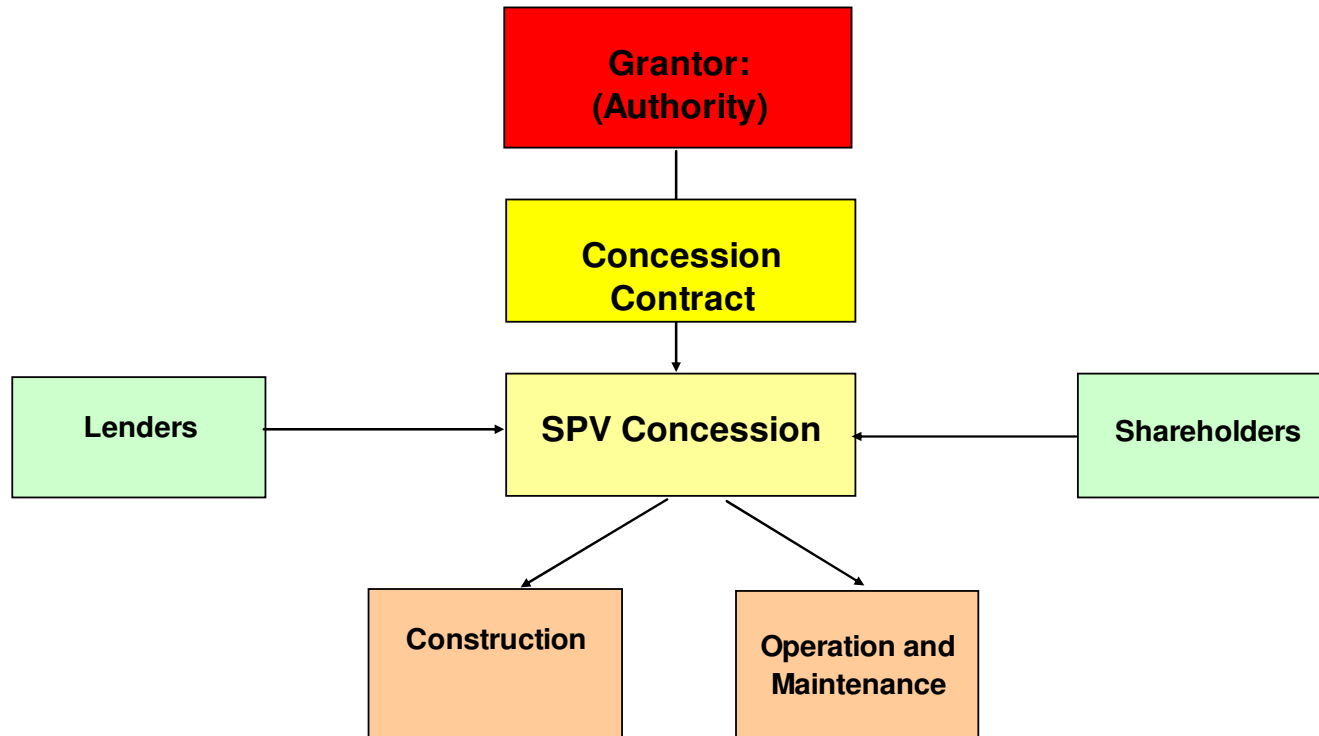 Grantor:
(Authority)
Concession
Contract
Lenders
SPV Concession
Shareholders
Construction
Operation and
Maintenance